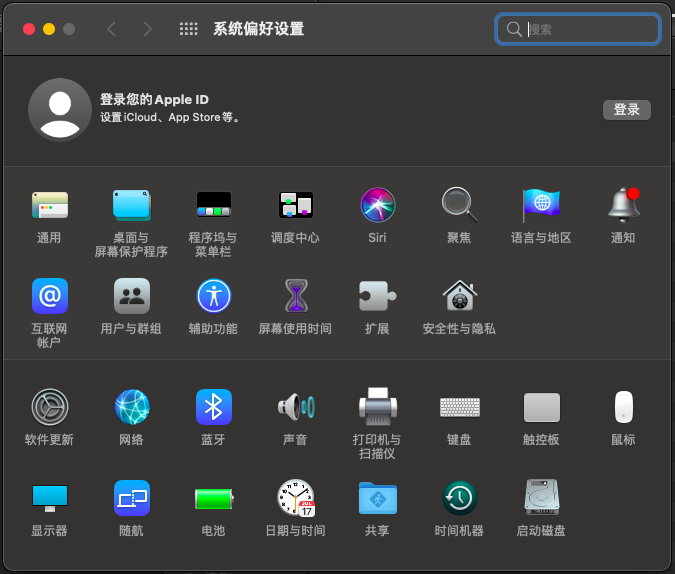 系统偏好设置
搜索
登录您的 Apple ID
设置 iCloud、App Store 等。
登录
通用
桌面与
屏幕保护程序
程序坞与
菜单栏
调度中心
Siri
聚焦
语言与地区
通知
互联网
帐户
用户与群组
辅助功能
屏幕使用时间
扩展
安全性与隐私
软件更新
网络
蓝牙
声音
打印机与
扫描仪
键盘
触控板
鼠标
显示器
随航
电池
日期与时间
JUL
17
共享
时间机器
启动磁盘